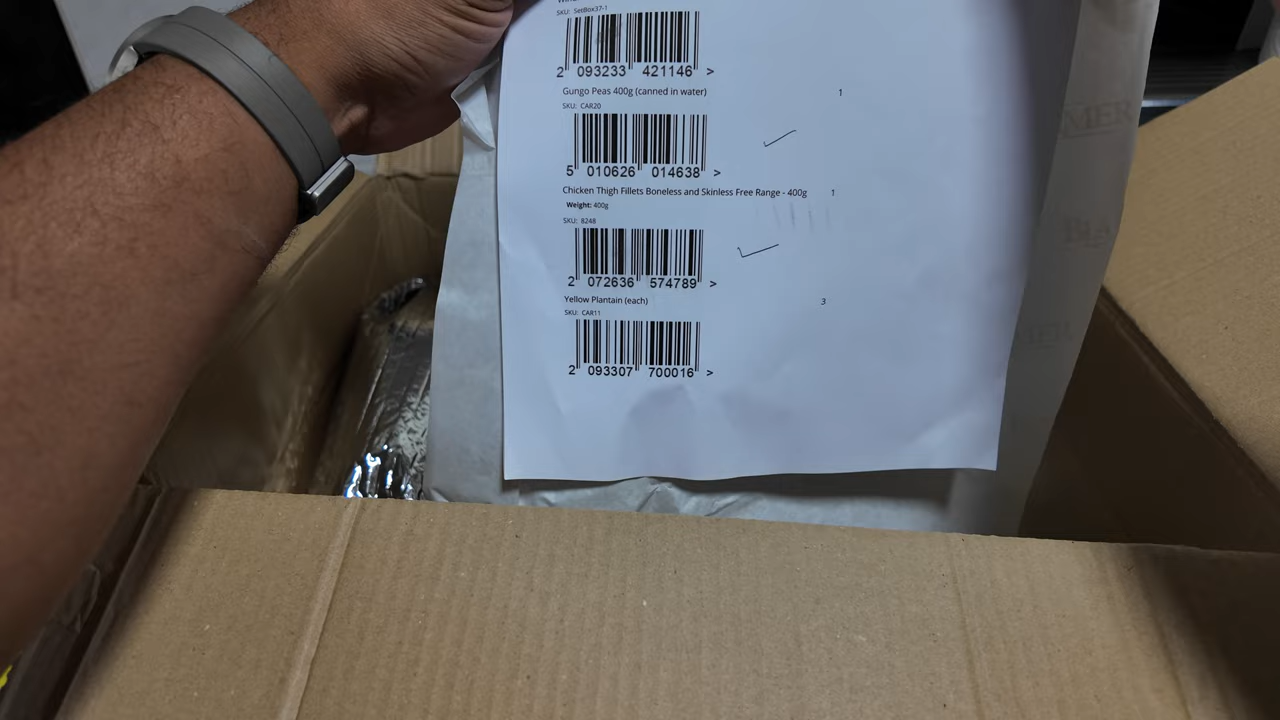 SKU: SetBox37-1
2 093233 421146 >
Gungo Peas 400g (canned in water) 1
SKU: CAR20
5 010626 014638 >
Chicken Thigh Fillets Boneless and Skinless Free Range - 400g 1
Weight: 400g
SKU: 8248
2 072636 574789 >
Yellow Plantain (each) 3
SKU: CAR11
2 093307 700016 >